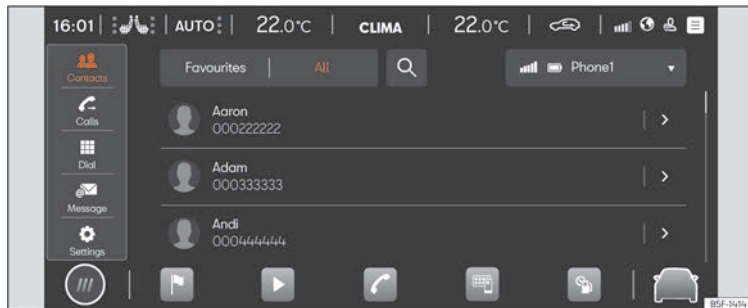 16:01 AUTO 22.0°C CLIMA 22.0°C
Contacts
Calls
Dial
Message
Settings
Favourites All
Phone1
Aaron
000222222
Adam
000333333
Andi
000444444
B5F-1414